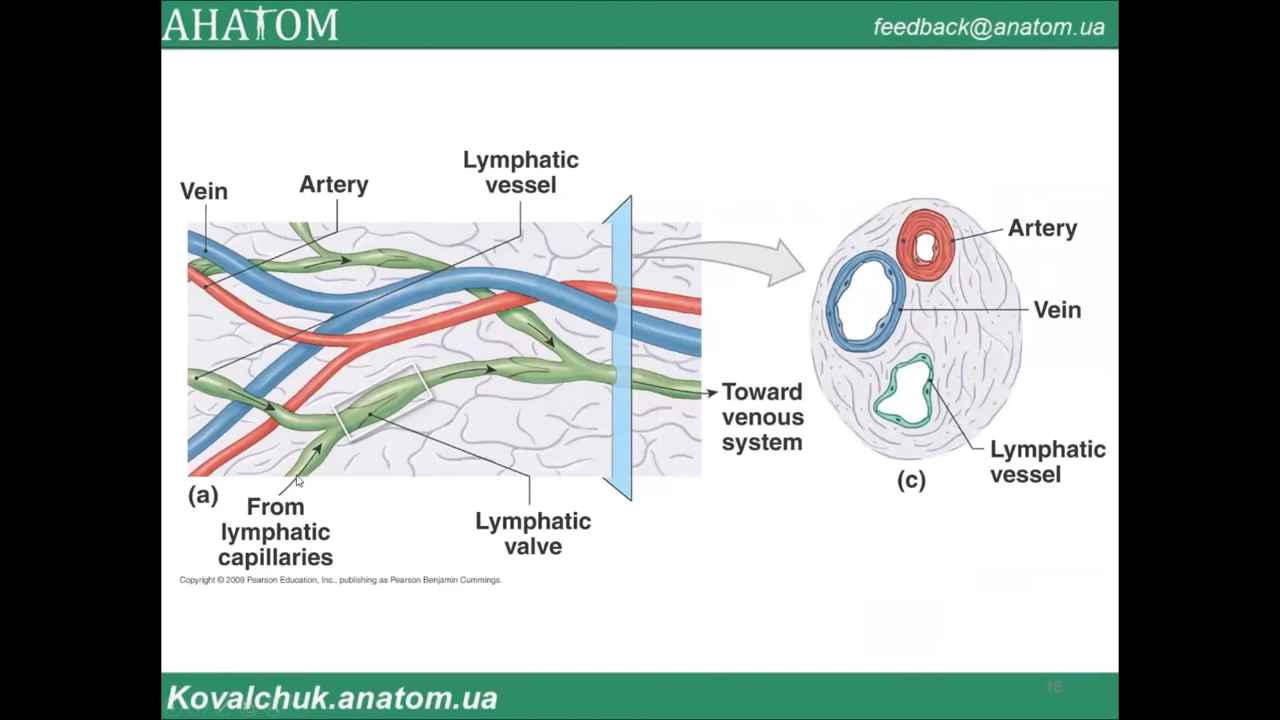 АНАТОМ
feedback@anatom.ua
Lymphatic
vessel
Vein
Artery
Artery
Vein
Toward
venous
system
Lymphatic
vessel
(a)
(c)
From
lymphatic
capillaries
Lymphatic
valve
Copyright © 2009 Pearson Education, Inc., publishing as Pearson Benjamin Cummings.
16
Kovalchuk.anatom.ua